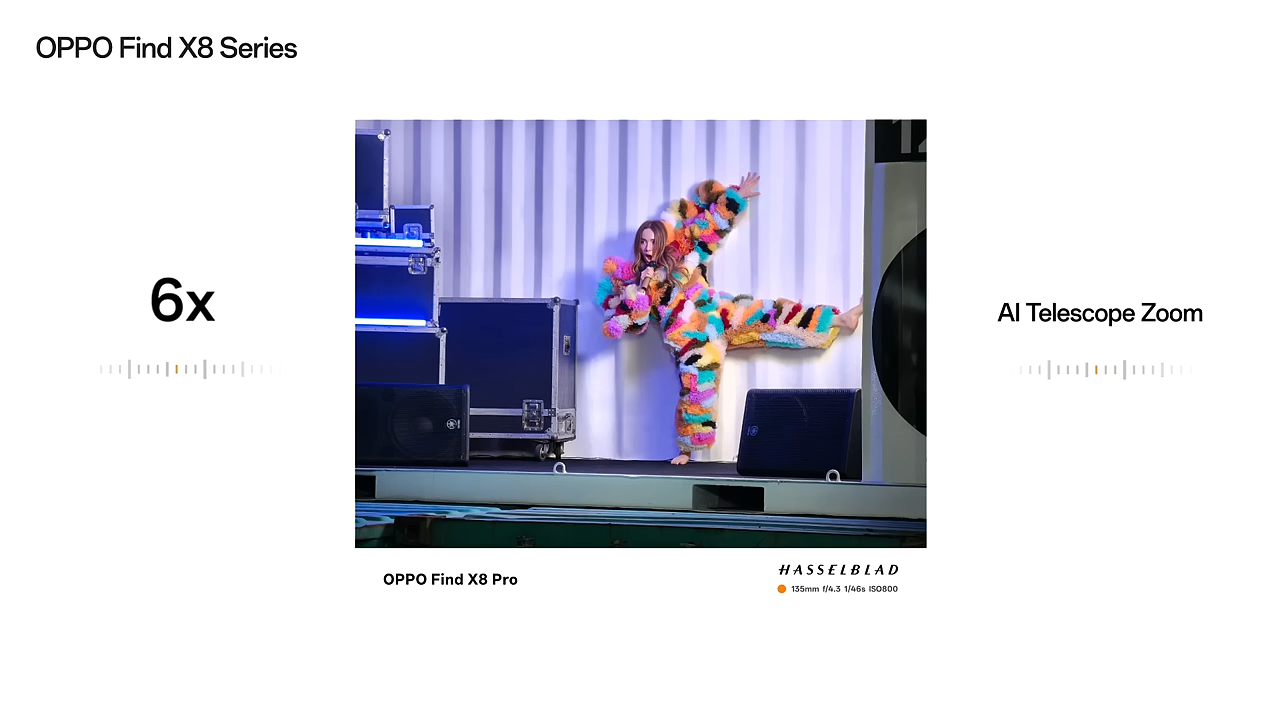 OPPO Find X8 Series
6x
AI Telescope Zoom
OPPO Find X8 Pro
HASSELBLAD
135mm f/4.3 1/46s ISO800